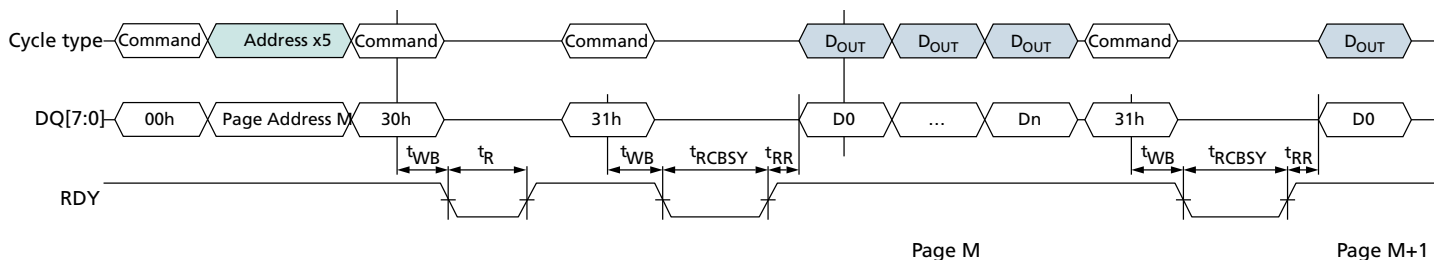 Cycle type Command Address x5 Command Command DOUT DOUT DOUT Command DOUT
DQ[7:0] 00h Page Address M 30h 31h D0 … Dn 31h D0
tWB tR tWB tRCBSY tRR tWB tRCBSY tRR
RDY
Page M Page M+1